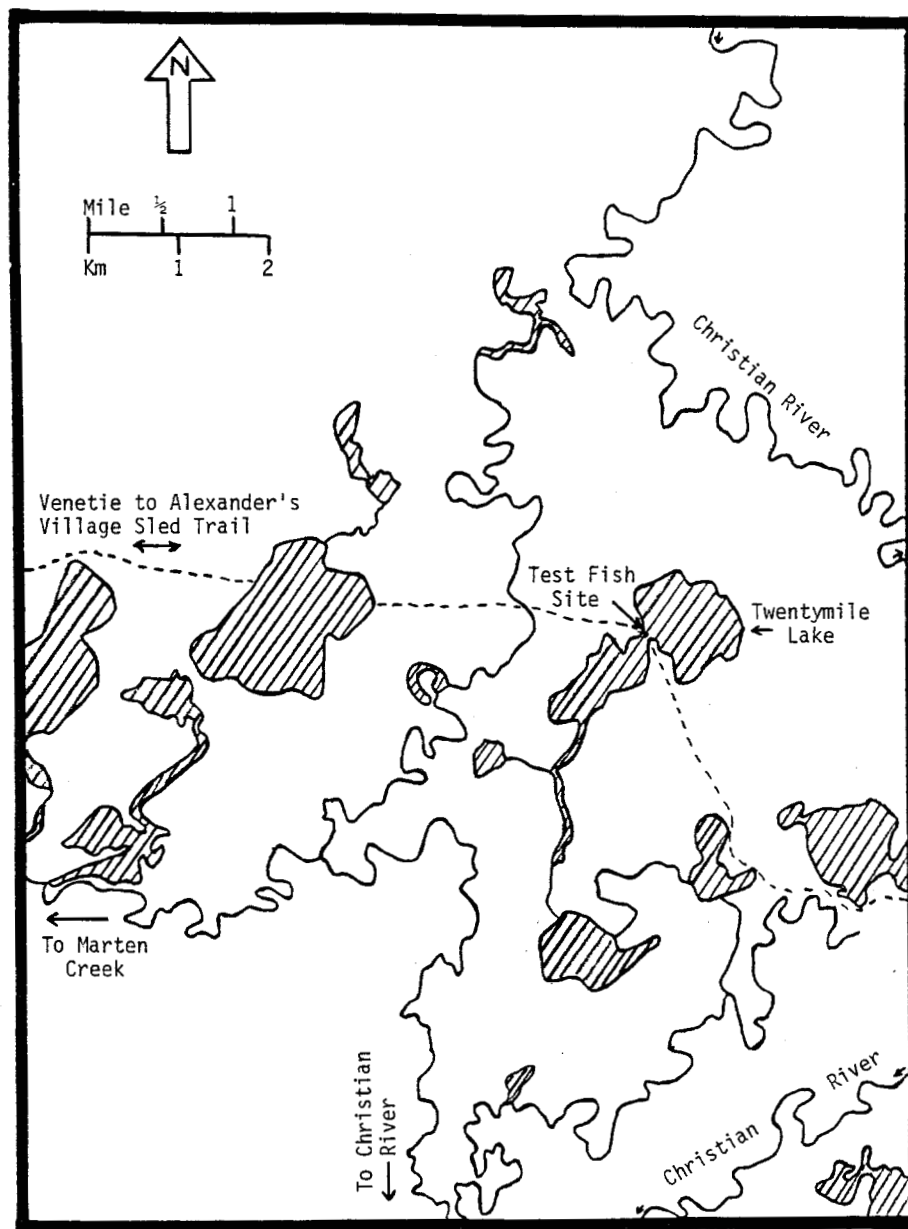 N
Mile ½ 1
Km 1 2
Christian River
Venetie to Alexander's
Village Sled Trail
Test Fish
Site
Twentymile
Lake
To Marten
Creek
To Christian
River
Christian River